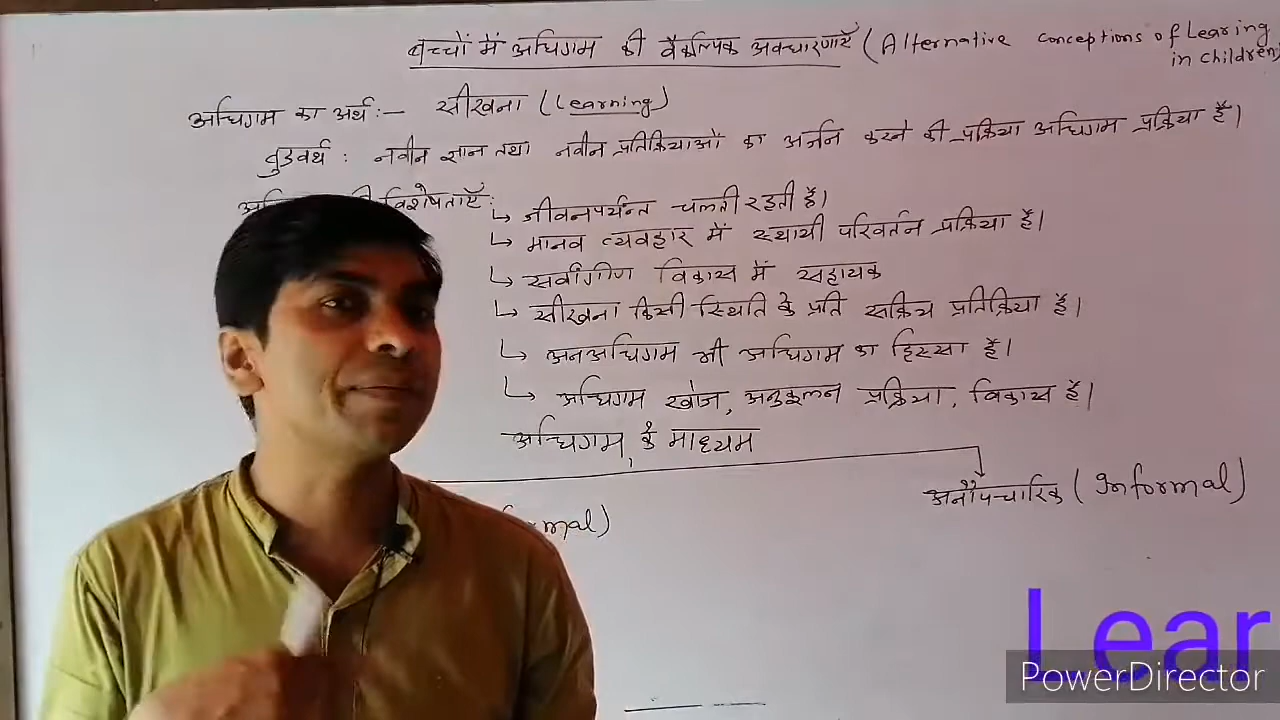 बच्चों में अधिगम की वैकल्पिक अवधारणाएँ (Alternative conceptions of Learing
in children)
अधिगम का अर्थ :- सीखना (Learning)
नवीन ज्ञान तथा नवीन प्रतिक्रियाओं का अर्जन करने की प्रक्रिया अधिगम प्रक्रिया है।
विशेषताएँ :
↳ जीवनपर्यन्त चलती रहती है।
↳ मानव व्यवहार में स्थायी परिवर्तन प्रक्रिया है।
↳ सर्वांगीण विकास में सहायक
↳ सीखना किसी स्थिति के प्रति सक्रिय प्रतिक्रिया है।
↳ अनअधिगम भी अधिगम का हिस्सा है।
↳ अधिगम खोज, अनुकूलन प्रक्रिया, विकास है।
अधिगम के माध्यम
अनौपचारिक (Informal)
rmal)
Lear
PowerDirector